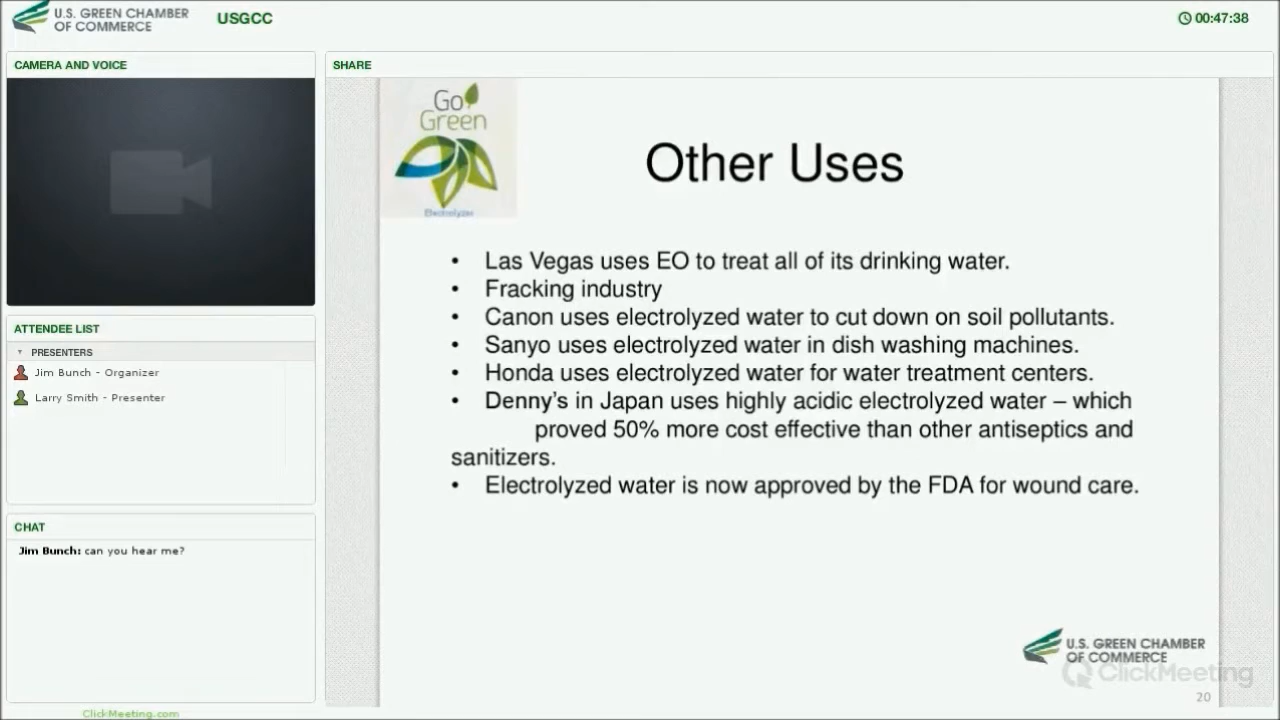 U.S. GREEN CHAMBER
OF COMMERCE
USGCC
00:47:38
CAMERA AND VOICE
SHARE
ATTENDEE LIST
PRESENTERS
Jim Bunch - Organizer
Larry Smith - Presenter
CHAT
Jim Bunch: can you hear me?
ClickMeeting.com
Go
Green
Electrolyzer
Other Uses
• Las Vegas uses EO to treat all of its drinking water.
• Fracking industry
• Canon uses electrolyzed water to cut down on soil pollutants.
• Sanyo uses electrolyzed water in dish washing machines.
• Honda uses electrolyzed water for water treatment centers.
• Denny's in Japan uses highly acidic electrolyzed water – which
proved 50% more cost effective than other antiseptics and
sanitizers.
• Electrolyzed water is now approved by the FDA for wound care.
U.S. GREEN CHAMBER
OF COMMERCE
ClickMeeting
20